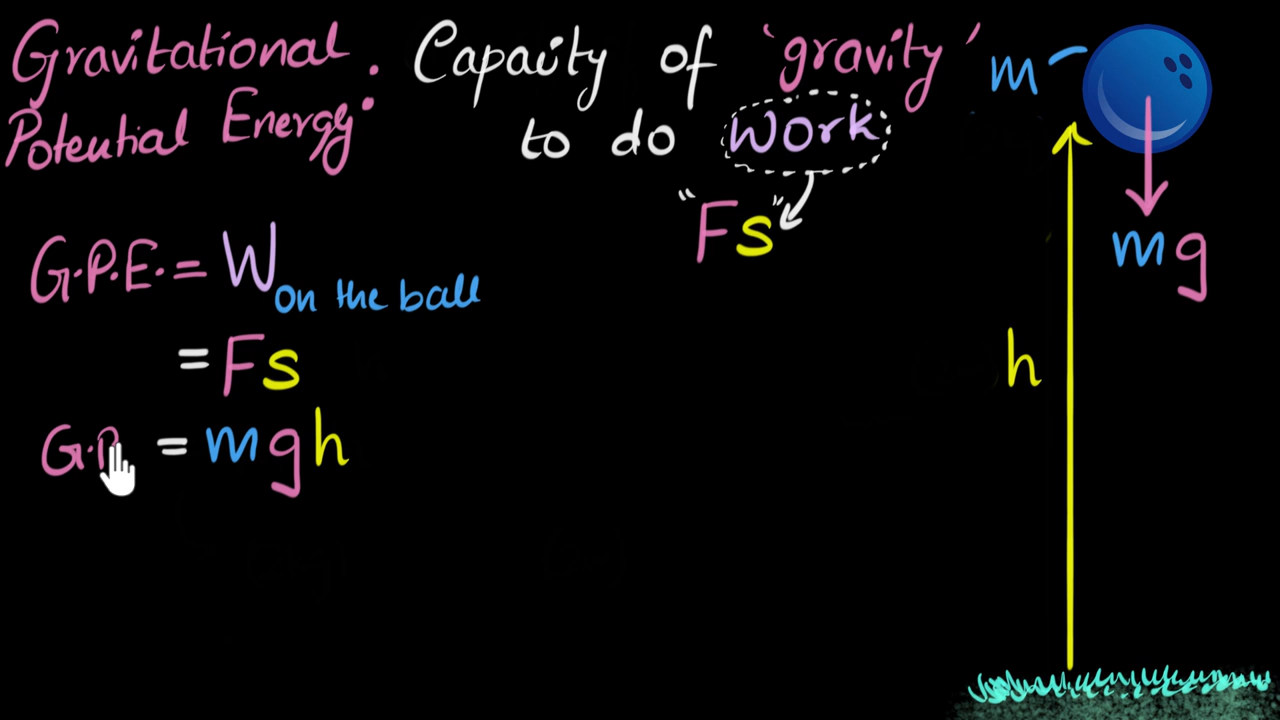 Gravitational : Capacity of 'gravity'
Potential Energy to do Work
"Fs"
m
mg
h
G.P.E. = W on the ball
= Fs
G.P = mgh